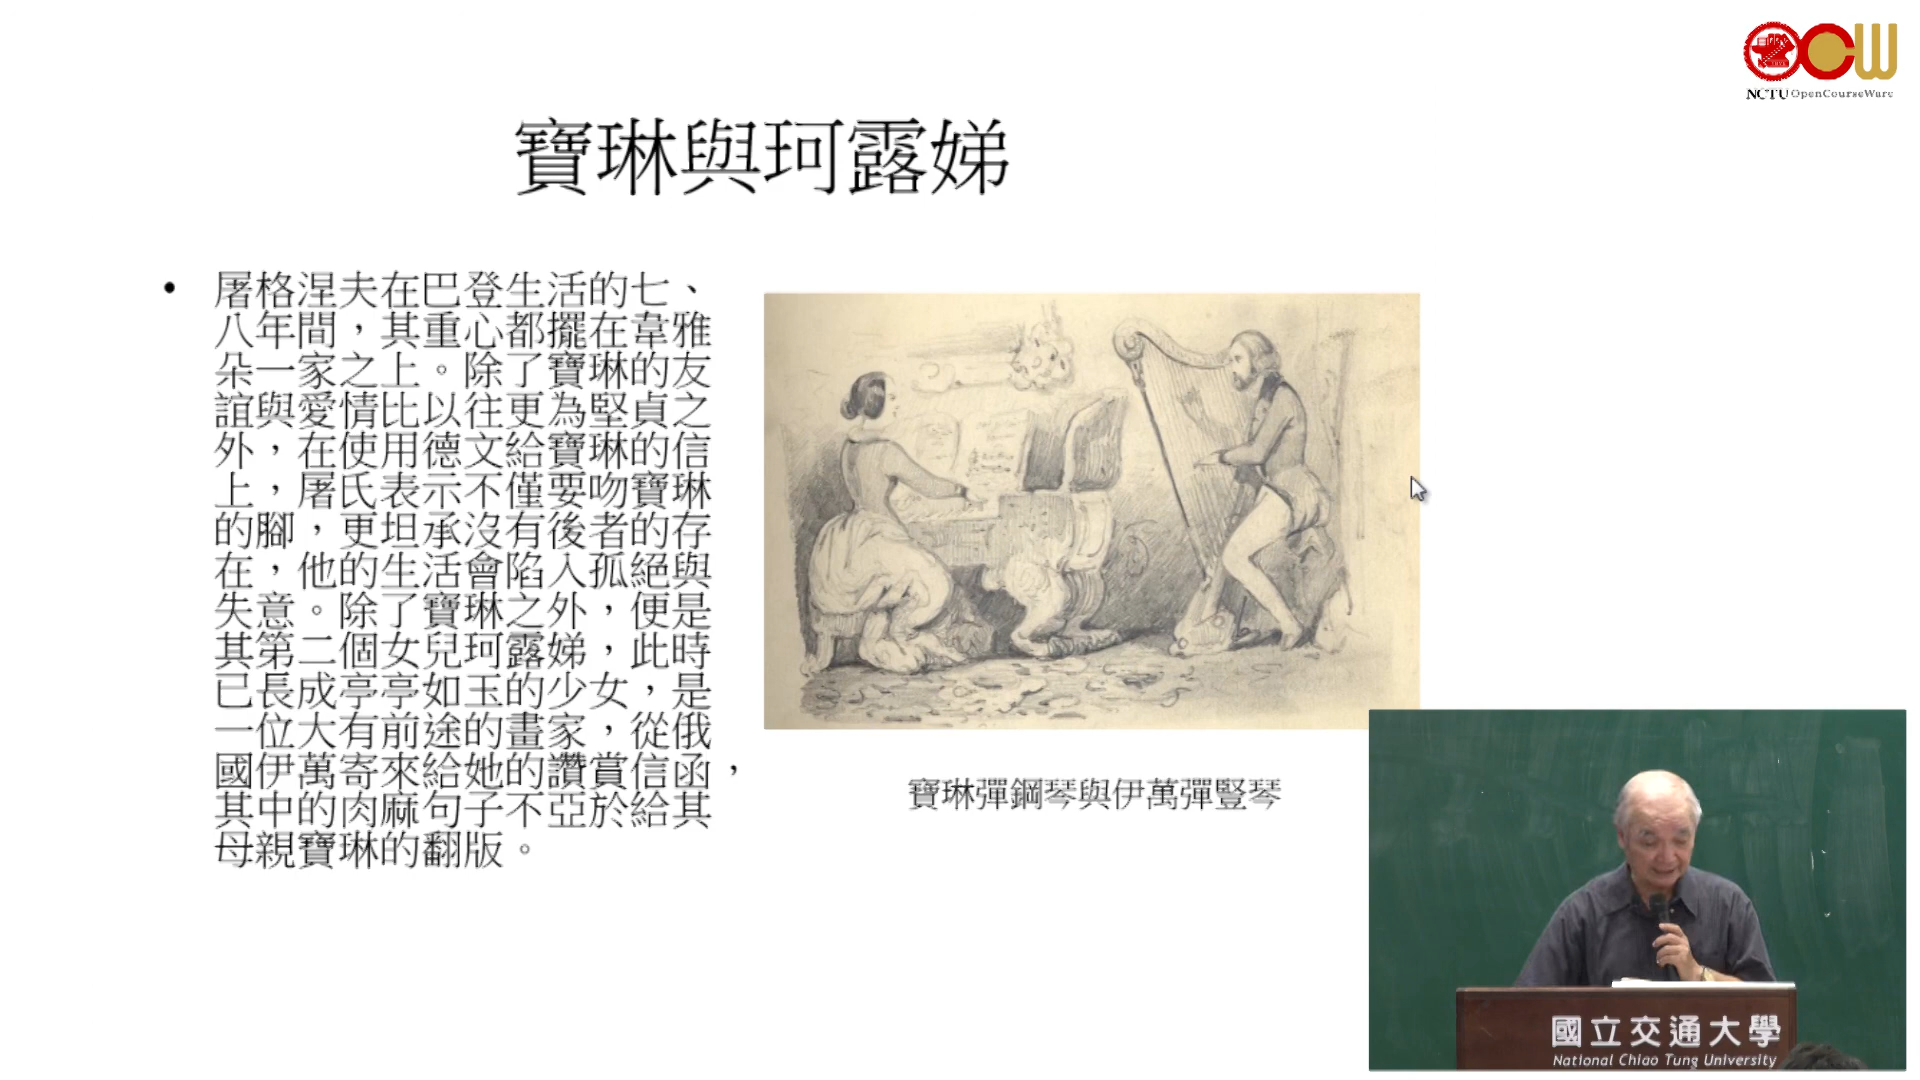 NCTU OpenCourseWare
寶琳與珂露娣
• 屠格涅夫在巴登生活的七、
八年間，其重心都擺在韋雅
朵一家之上。除了寶琳的友
誼與愛情比以往更為堅貞之
外，在使用德文給寶琳的信
上，屠氏表示不僅要吻寶琳
的腳，更坦承沒有後者的存
在，他的生活會陷入孤絕與
失意。除了寶琳之外，便是
其第二個女兒珂露娣，此時
已長成亭亭如玉的少女，是
一位大有前途的畫家，從俄
國伊萬寄來給她的讚賞信函，
其中的肉麻句子不亞於給其
母親寶琳的翻版。
寶琳彈鋼琴與伊萬彈豎琴
國立交通大學
National Chiao Tung University